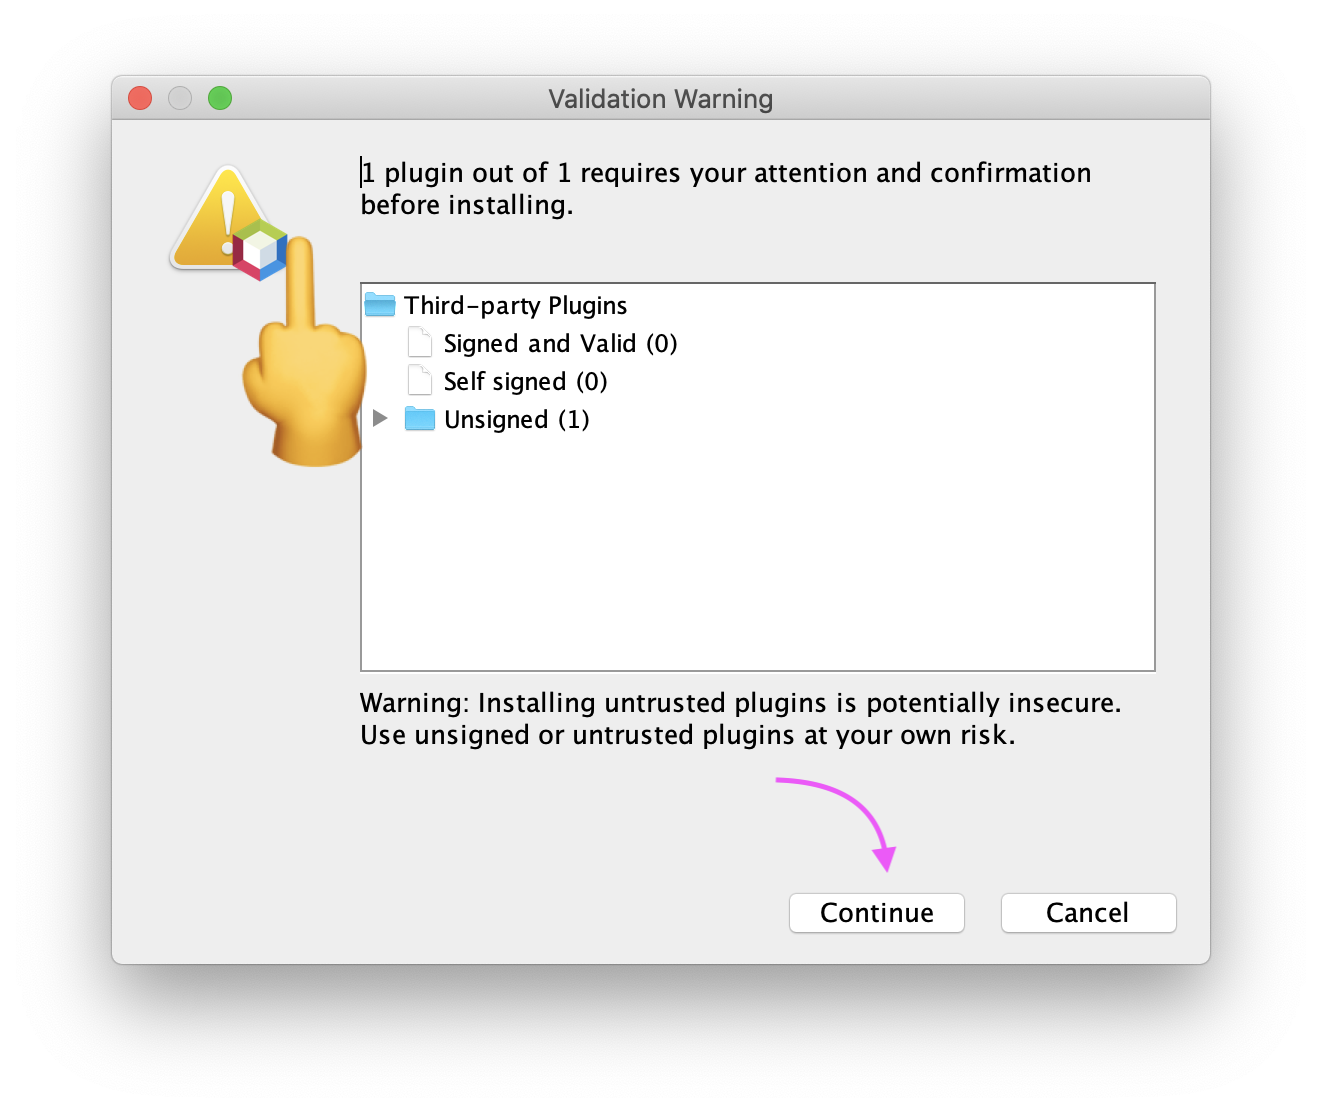 Validation Warning
1 plugin out of 1 requires your attention and confirmation
before installing.
Third-party Plugins
Signed and Valid (0)
Self signed (0)
Unsigned (1)
Warning: Installing untrusted plugins is potentially insecure.
Use unsigned or untrusted plugins at your own risk.
Continue
Cancel